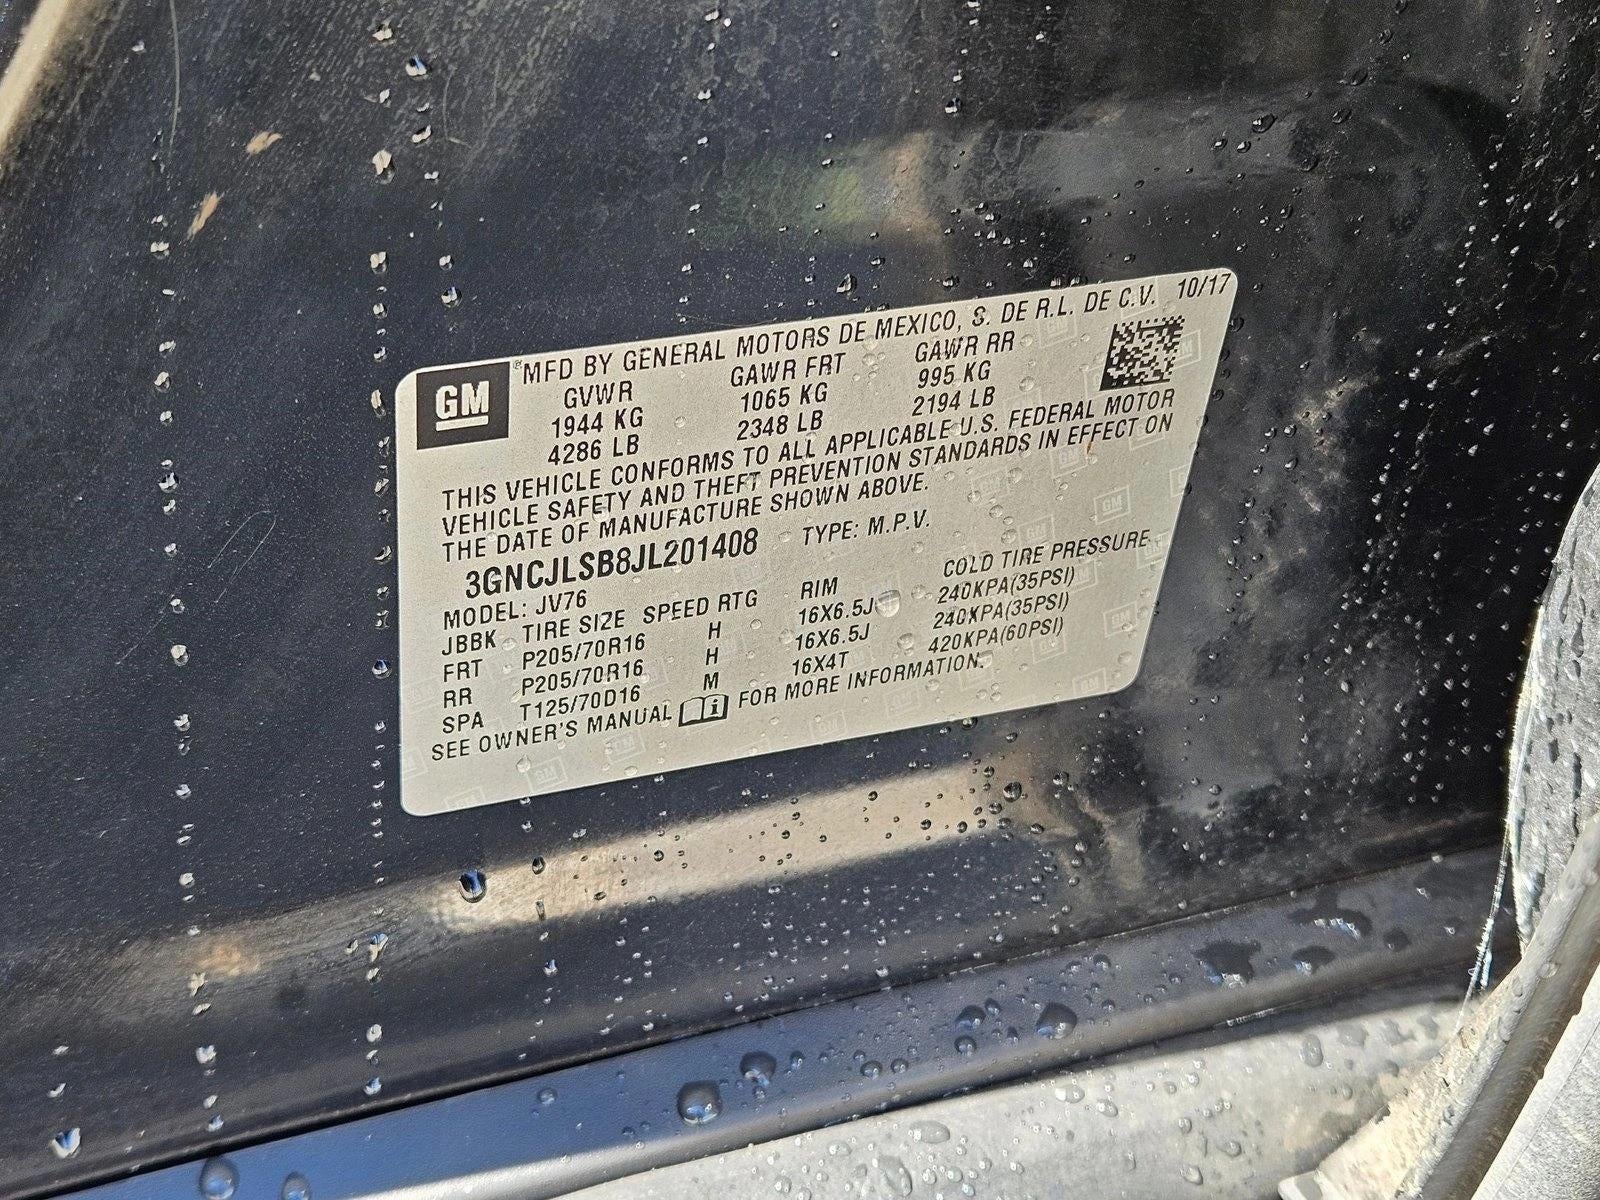 GM
®MFD BY GENERAL MOTORS DE MEXICO, S. DE R.L. DE C.V. 10/17
GVWR GAWR FRT GAWR RR
1944 KG 1065 KG 995 KG
4286 LB 2348 LB 2194 LB
THIS VEHICLE CONFORMS TO ALL APPLICABLE U.S. FEDERAL MOTOR
VEHICLE SAFETY AND THEFT PREVENTION STANDARDS IN EFFECT ON
THE DATE OF MANUFACTURE SHOWN ABOVE.
3GNCJLSB8JL201408 TYPE: M.P.V.
MODEL: JV76
JBBK TIRE SIZE SPEED RTG RIM COLD TIRE PRESSURE
FRT P205/70R16 H 16X6.5J 240KPA(35PSI)
RR P205/70R16 H 16X6.5J 240KPA(35PSI)
SPA T125/70D16 M 16X4T 420KPA(60PSI)
SEE OWNER'S MANUAL i FOR MORE INFORMATION.